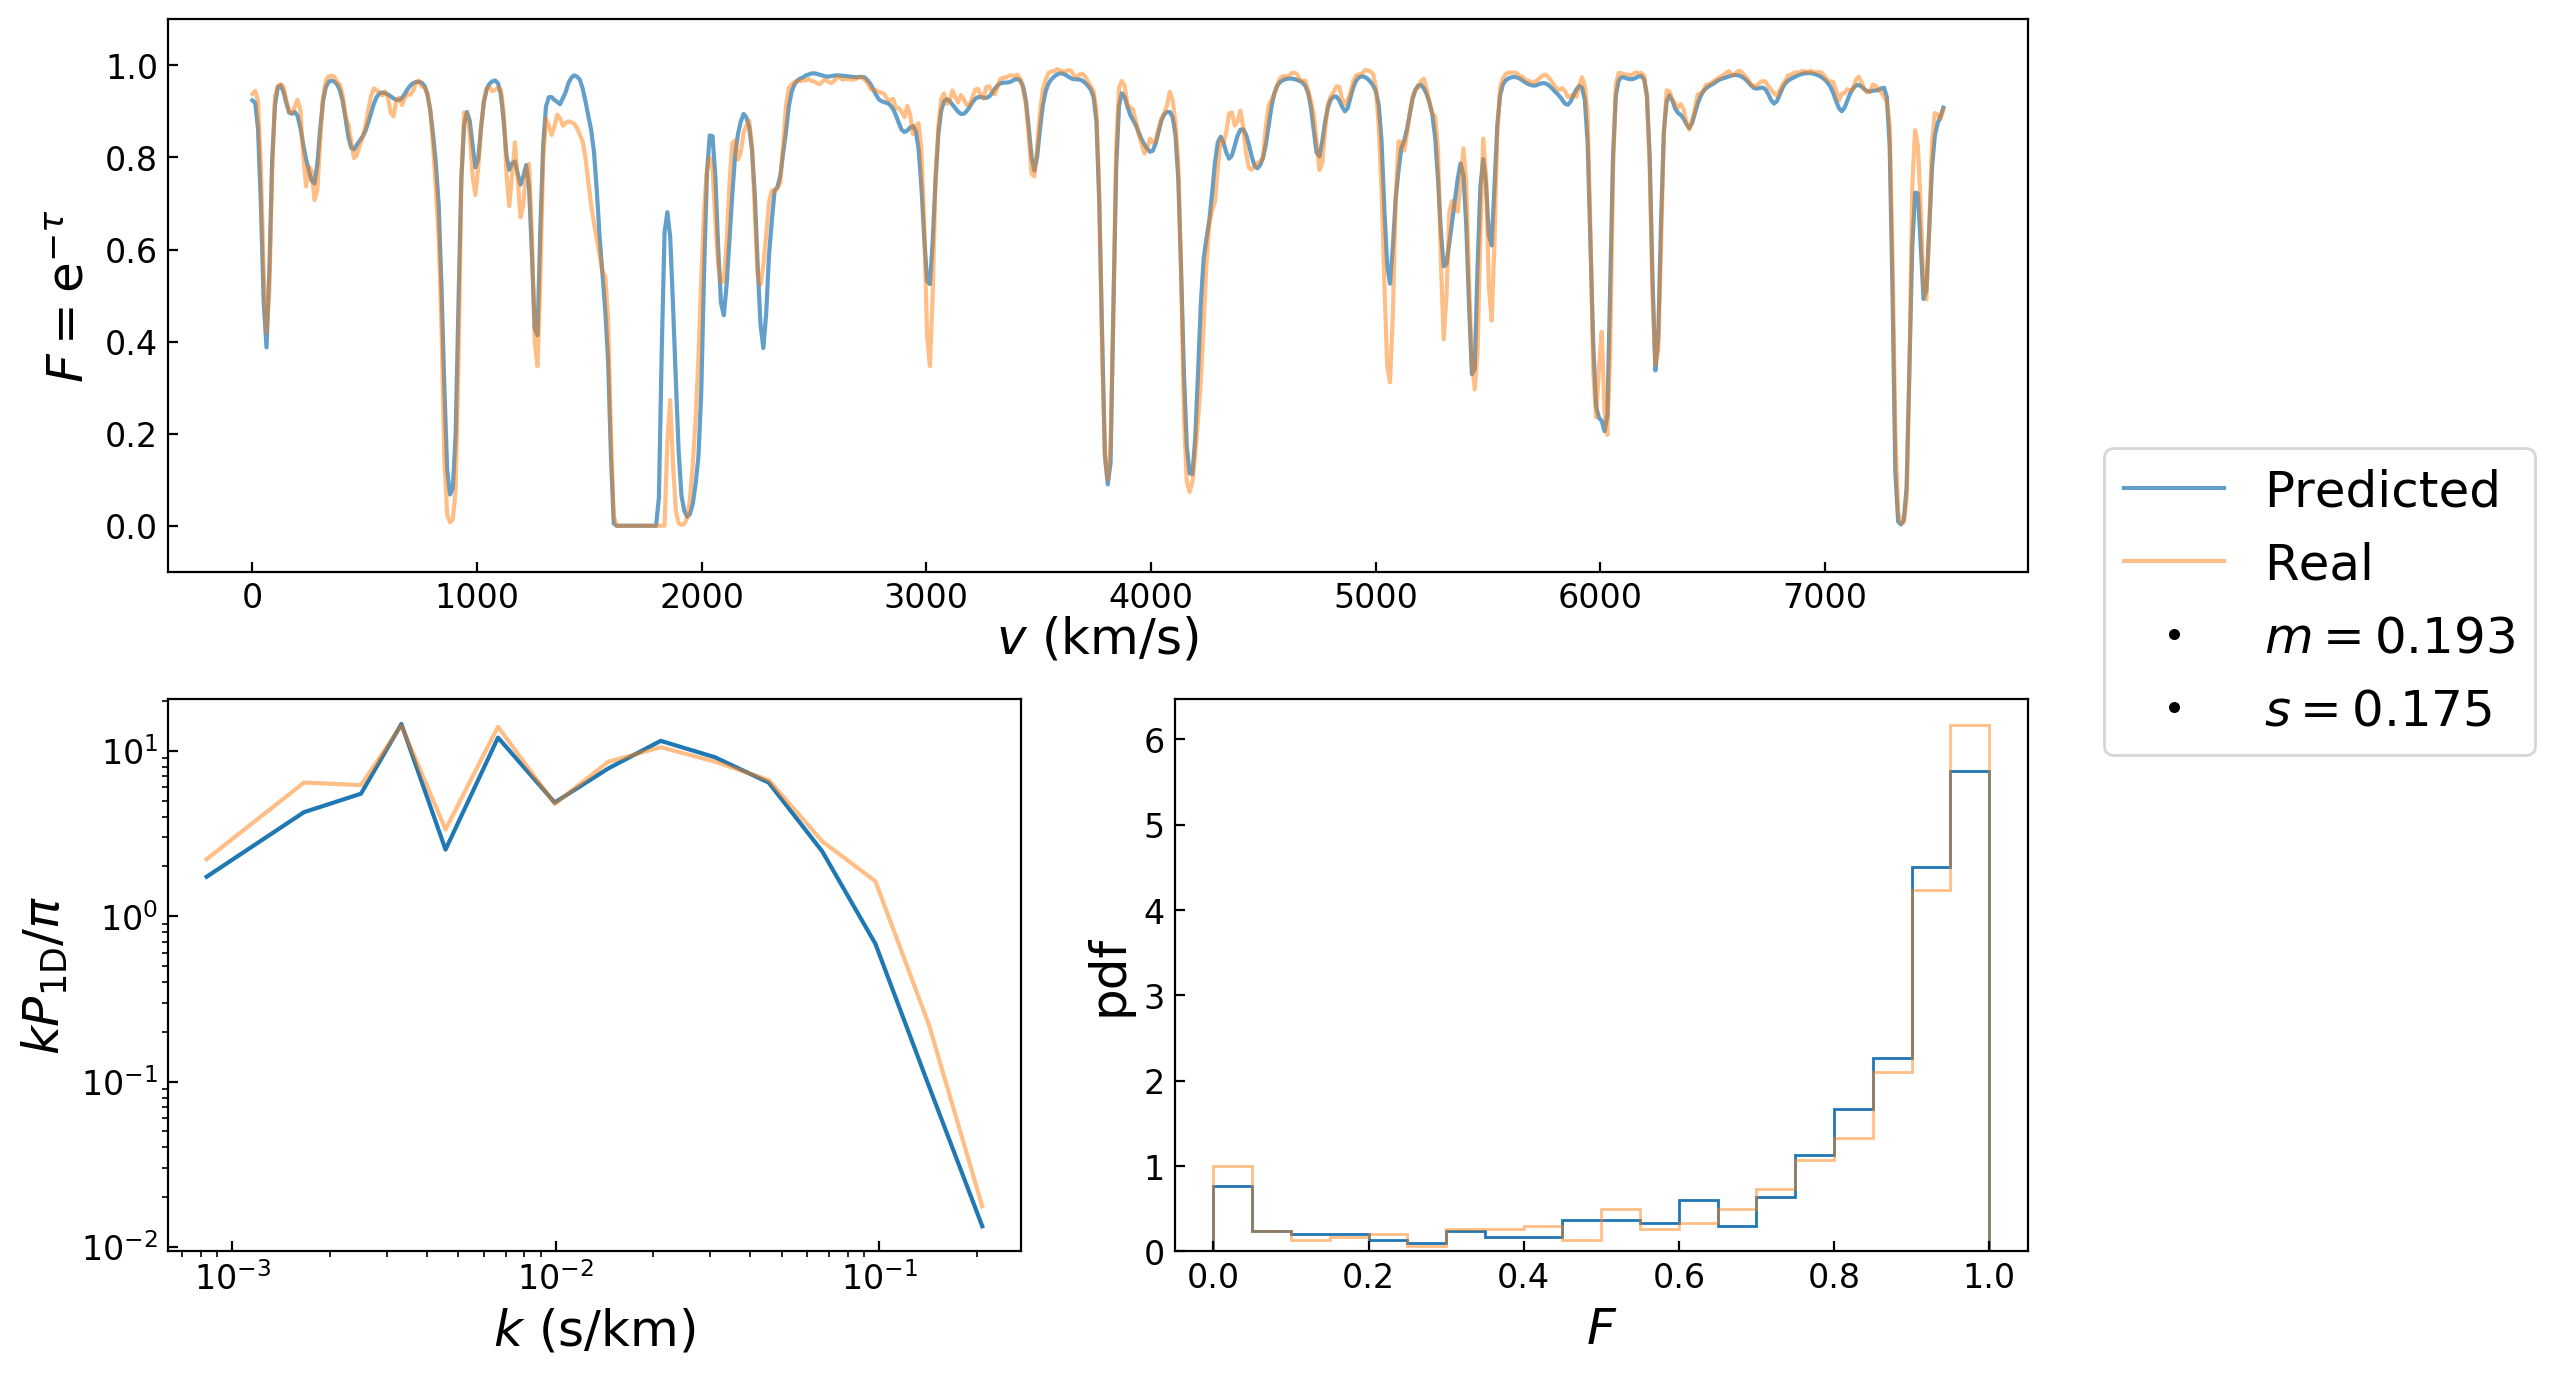 1.0
0.8
0.6
0.4
0.2
0.0
F = e^{−τ}
0 1000 2000 3000 4000 5000 6000 7000
v (km/s)
Predicted
Real
m = 0.193
s = 0.175
10^1
10^0
10^{−1}
10^{−2}
kP_{1D}/π
10^{−3} 10^{−2} 10^{−1}
k (s/km)
6
5
4
3
2
1
0
pdf
0.0 0.2 0.4 0.6 0.8 1.0
F